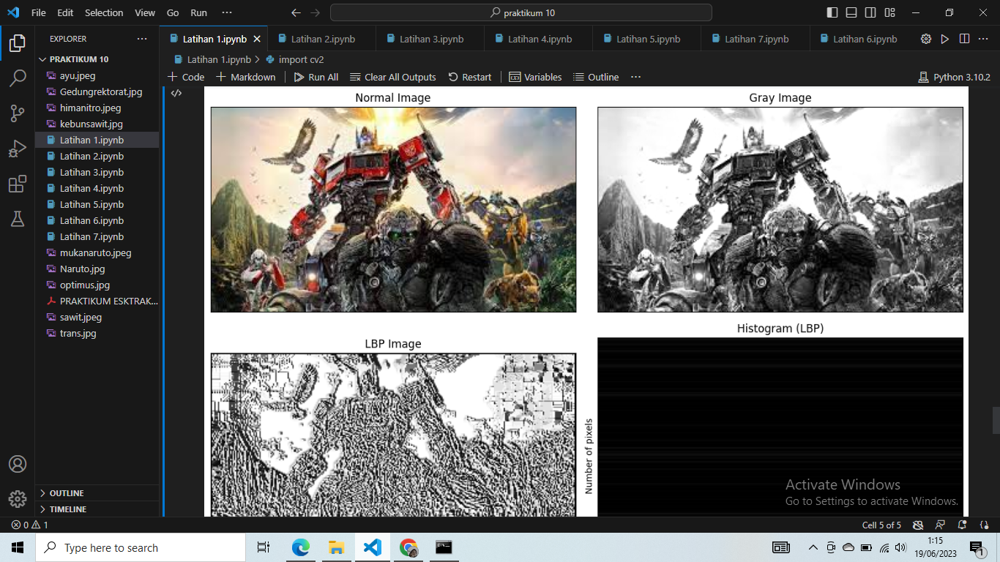 File Edit Selection View Go Run ···
praktikum 10
EXPLORER ···
PRAKTIKUM 10
ayu.jpeg
Gedungrektorat.jpg
himanitro.jpeg
kebunsawit.jpg
Latihan 1.ipynb
Latihan 2.ipynb
Latihan 3.ipynb
Latihan 4.ipynb
Latihan 5.ipynb
Latihan 6.ipynb
Latihan 7.ipynb
mukanaruto.jpeg
Naruto.jpg
optimus.jpg
PRAKTIKUM ESKTRAK...
sawit.jpeg
trans.jpg
OUTLINE
TIMELINE
Latihan 1.ipynb Latihan 2.ipynb Latihan 3.ipynb Latihan 4.ipynb Latihan 5.ipynb Latihan 7.ipynb Latihan 6.ipynb ···
Latihan 1.ipynb > import cv2
+ Code + Markdown Run All Clear All Outputs Restart Variables Outline ··· Python 3.10.2
Normal Image
Gray Image
LBP Image
Histogram (LBP)
Number of pixels
Activate Windows
Go to Settings to activate Windows.
0 1
Cell 5 of 5
Type here to search
1:15
19/06/2023
1